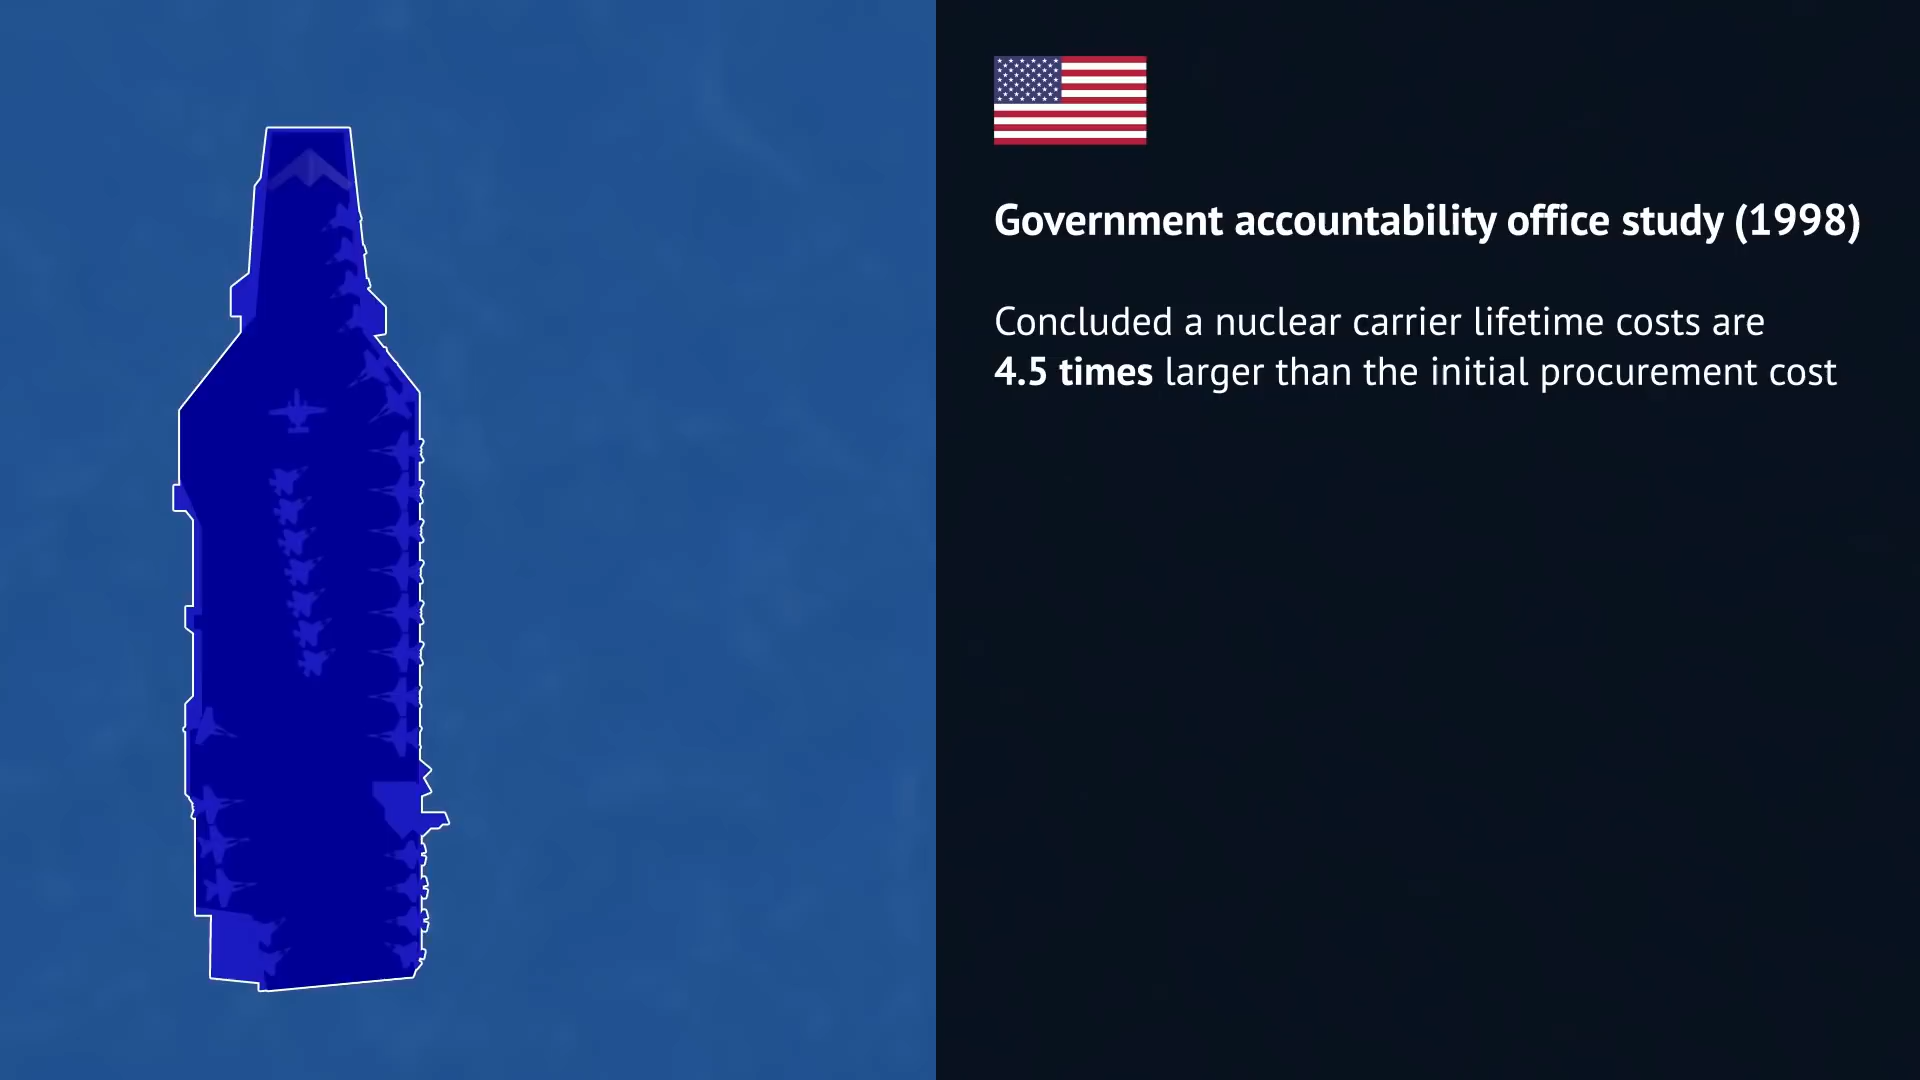 Government accountability office study (1998)
Concluded a nuclear carrier lifetime costs are
4.5 times larger than the initial procurement cost